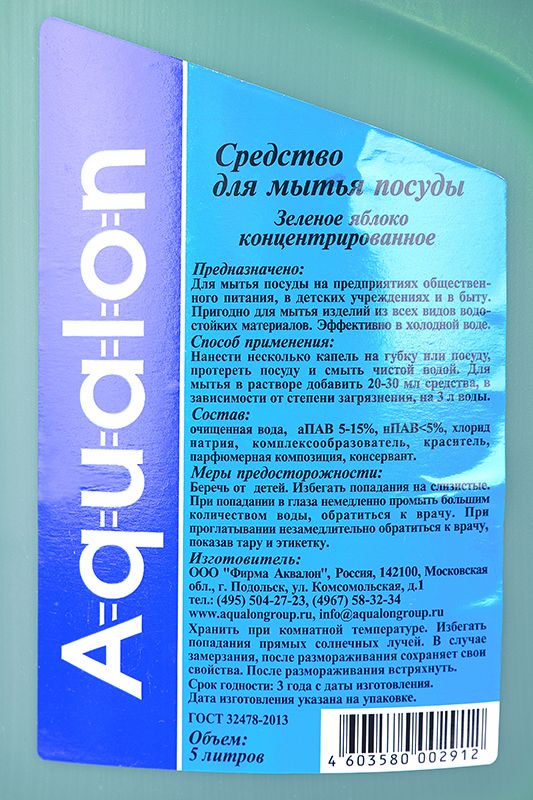 Aqualon
Средство
для мытья посуды
Зеленое яблоко
концентрированное
Предназначено:
Для мытья посуды на предприятиях обществен-
ного питания, в детских учреждениях и в быту.
Пригодно для мытья изделий из всех видов водо-
стойких материалов. Эффективно в холодной воде.
Способ применения:
Нанести несколько капель на губку или посуду,
протереть посуду и смыть чистой водой. Для
мытья в растворе добавить 20-30 мл средства, в
зависимости от степени загрязнения, на 3 л воды.
Состав:
очищенная вода, аПАВ 5-15%, нПАВ<5%, хлорид
натрия, комплексообразователь, краситель,
парфюмерная композиция, консервант.
Меры предосторожности:
Беречь от детей. Избегать попадания на слизистые.
При попадании в глаза немедленно промыть большим
количеством воды, обратиться к врачу. При
проглатывании незамедлительно обратиться к врачу,
показав тару и этикетку.
Изготовитель:
ООО "Фирма Аквалон", Россия, 142100, Московская
обл., г. Подольск, ул. Комсомольская, д.1
тел.: (495) 504-27-23, (4967) 58-32-34
www.aqualongroup.ru, info@aqualongroup.ru
Хранить при комнатной температуре. Избегать
попадания прямых солнечных лучей. В случае
замерзания, после размораживания сохраняет свои
свойства. После размораживания встряхнуть.
Срок годности: 3 года с даты изготовления.
Дата изготовления указана на упаковке.
ГОСТ 32478-2013
Объем:
5 литров
4 603580 002912